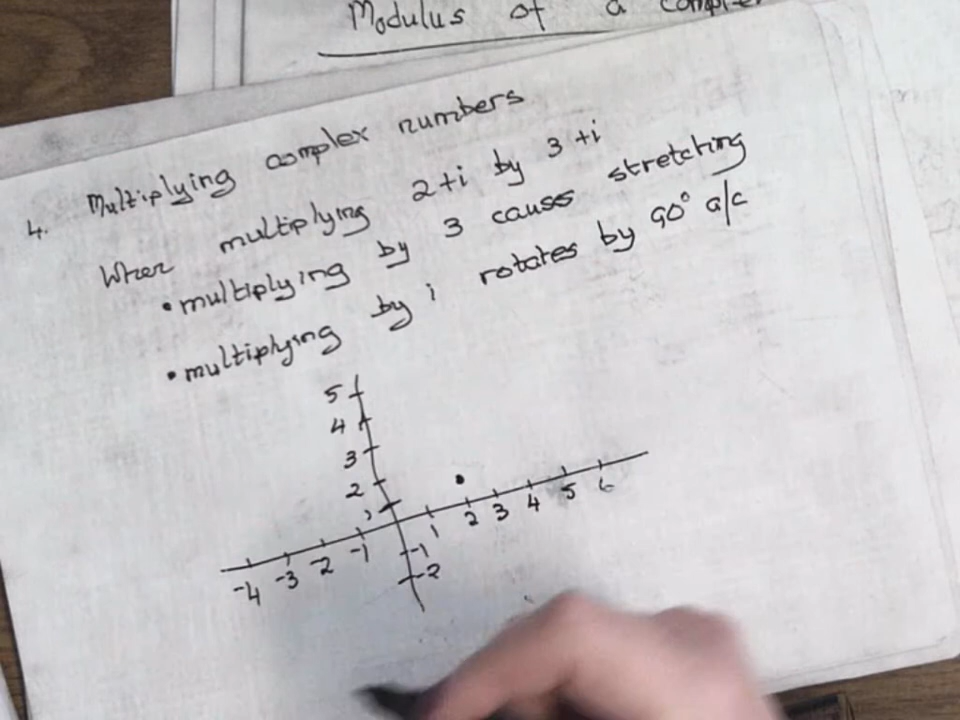 Modulus of a
4. Multiplying complex numbers
When multiplying 2+i by 3+i
• multiplying by 3 causes stretching
• multiplying by i rotates by 90° a/c
5
4
3
2
1
-4 -3 -2 -1 1 2 3 4 5 6
-1
-2